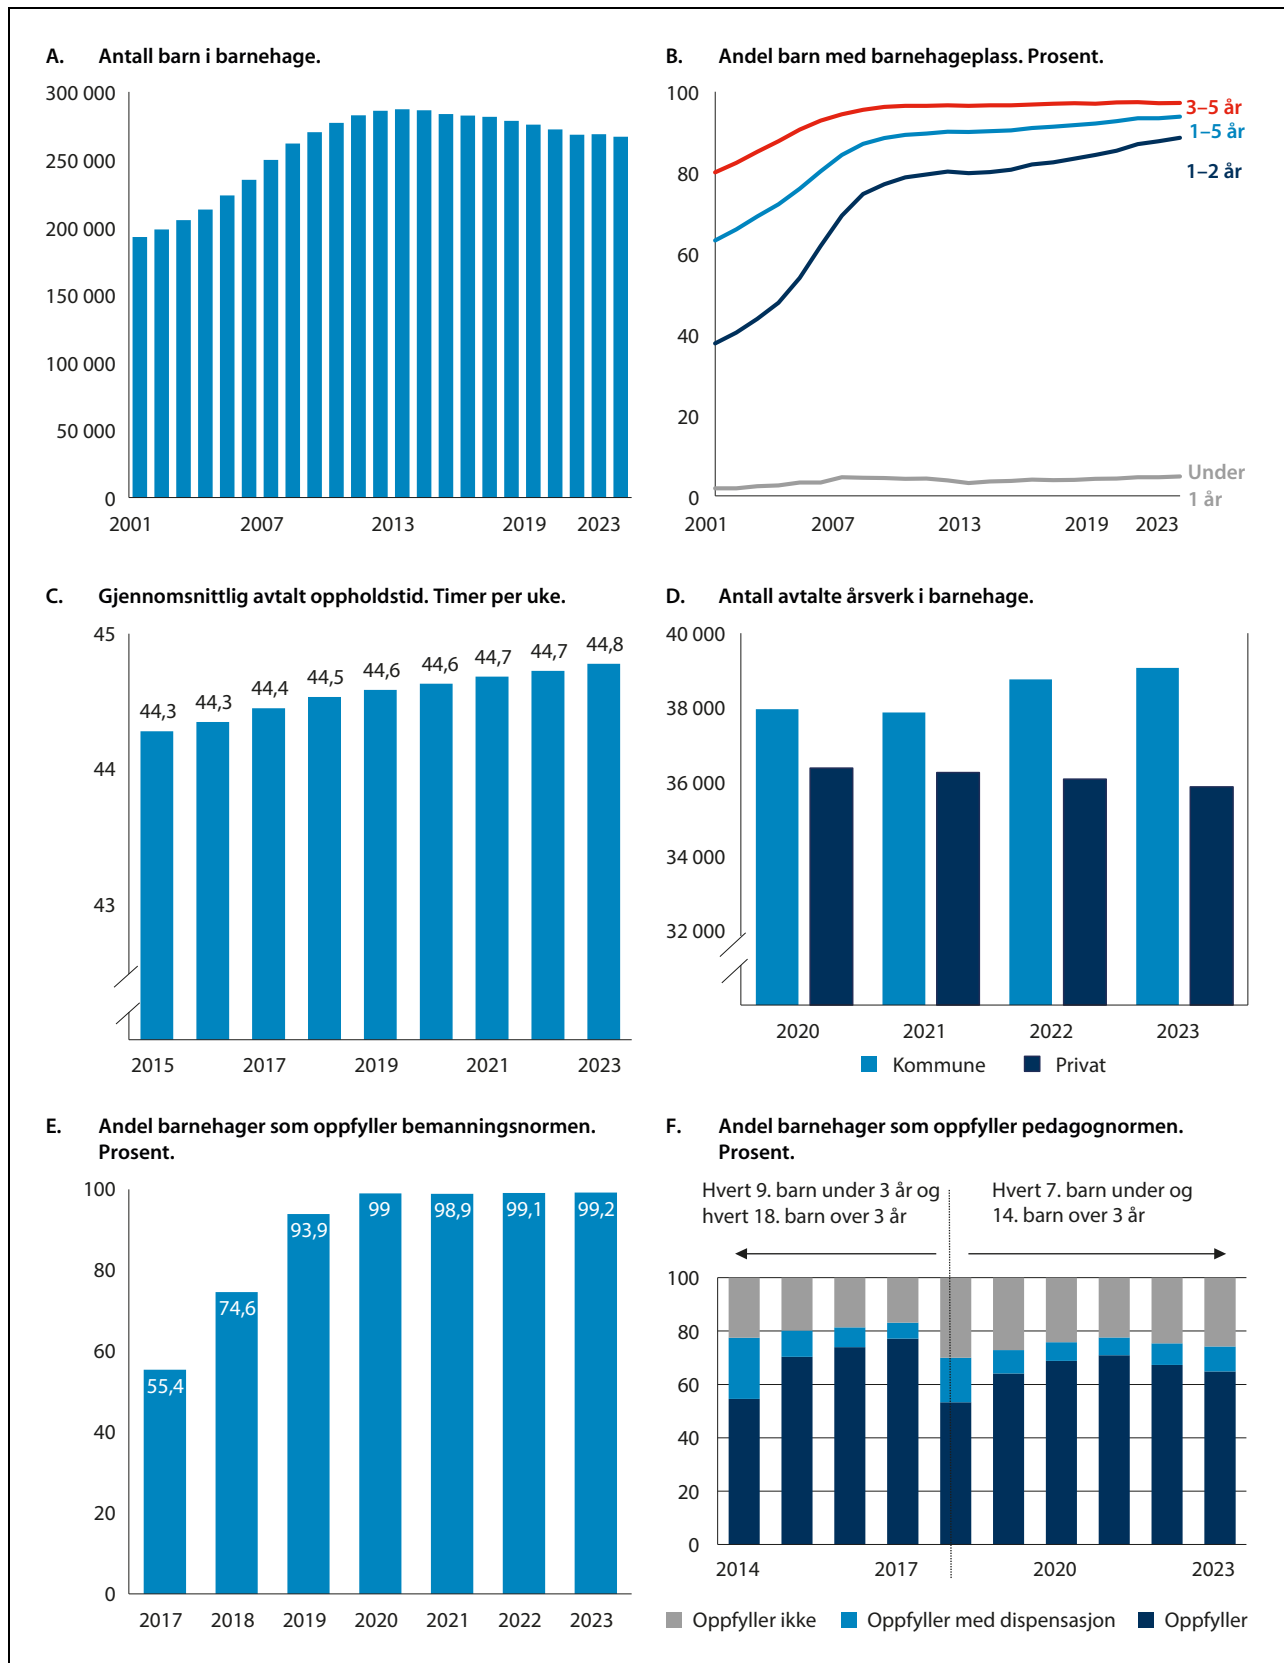 A. Antall barn i barnehage.
300 000
250 000
200 000
150 000
100 000
50 000
0
2001 2007 2013 2019 2023
B. Andel barn med barnehageplass. Prosent.
100
80
60
40
20
0
3–5 år
1–5 år
1–2 år
Under
1 år
2001 2007 2013 2019 2023
C. Gjennomsnittlig avtalt oppholdstid. Timer per uke.
45
44
43
44,3 44,3 44,4 44,5 44,6 44,6 44,7 44,7 44,8
2015 2017 2019 2021 2023
D. Antall avtalte årsverk i barnehage.
40 000
38 000
36 000
34 000
32 000
2020 2021 2022 2023
Kommune Privat
E. Andel barnehager som oppfyller bemanningsnormen.
Prosent.
100
80
60
40
20
0
55,4 74,6 93,9 99 98,9 99,1 99,2
2017 2018 2019 2020 2021 2022 2023
F. Andel barnehager som oppfyller pedagognormen.
Prosent.
Hvert 9. barn under 3 år og
hvert 18. barn over 3 år
Hvert 7. barn under og
14. barn over 3 år
100
80
60
40
20
0
2014 2017 2020 2023
Oppfyller ikke Oppfyller med dispensasjon Oppfyller